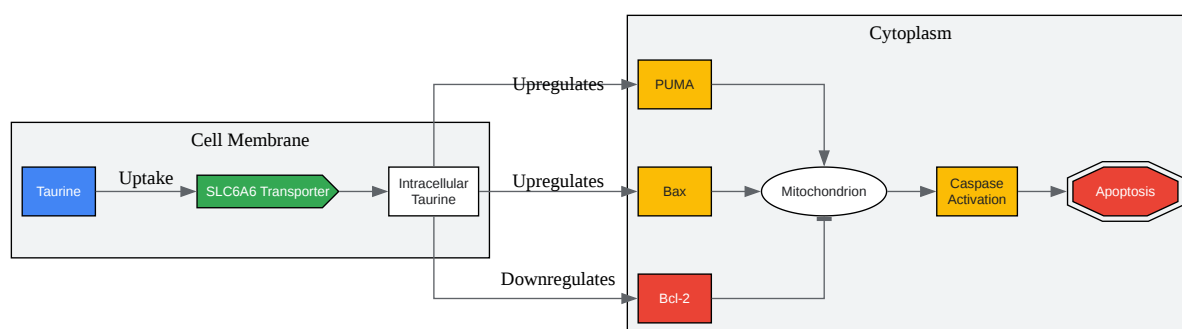 Cytoplasm
Upregulates
PUMA
Cell Membrane
Taurine
Uptake
SLC6A6 Transporter
Intracellular
Taurine
Upregulates
Bax
Mitochondrion
Caspase
Activation
Apoptosis
Downregulates
Bcl-2